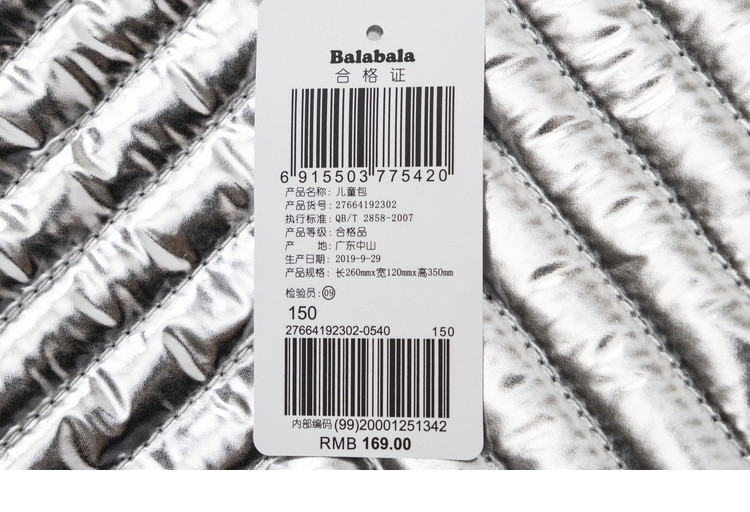 Balabala
合格证
6 915503 775420
产品名称: 儿童包
产品货号: 27664192302
执行标准: QB/T 2858-2007
产品等级: 合格品
产 地: 广东中山
生产日期: 2019-9-29
产品规格: 长260mmx宽120mmx高350mm
检验员: 09
150
27664192302-0540 150
内部编码 (99)20001251342
RMB 169.00